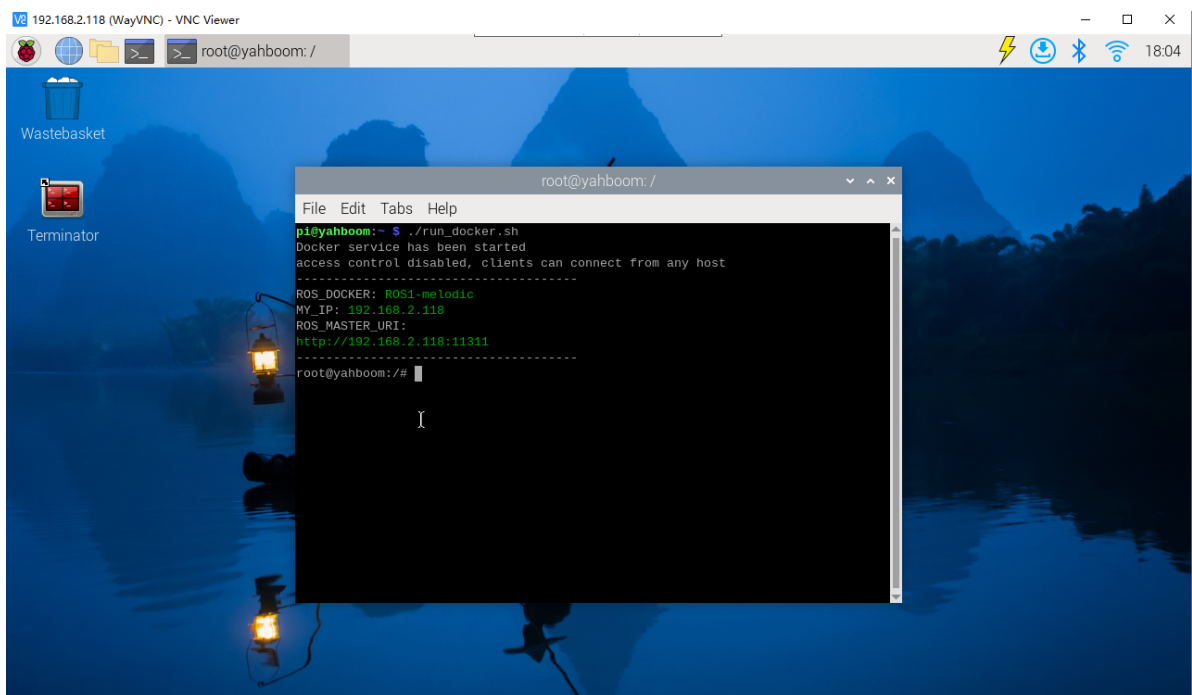 192.168.2.118 (WayVNC) - VNC Viewer
root@yahboom: /
18:04
Wastebasket
Terminator
root@yahboom: /
File Edit Tabs Help
pi@yahboom:~ $ ./run_docker.sh
Docker service has been started
access control disabled, clients can connect from any host
--------------------------------------
ROS_DOCKER: ROS1-melodic
MY_IP: 192.168.2.118
ROS_MASTER_URI:
http://192.168.2.118:11311
--------------------------------------
root@yahboom:/#